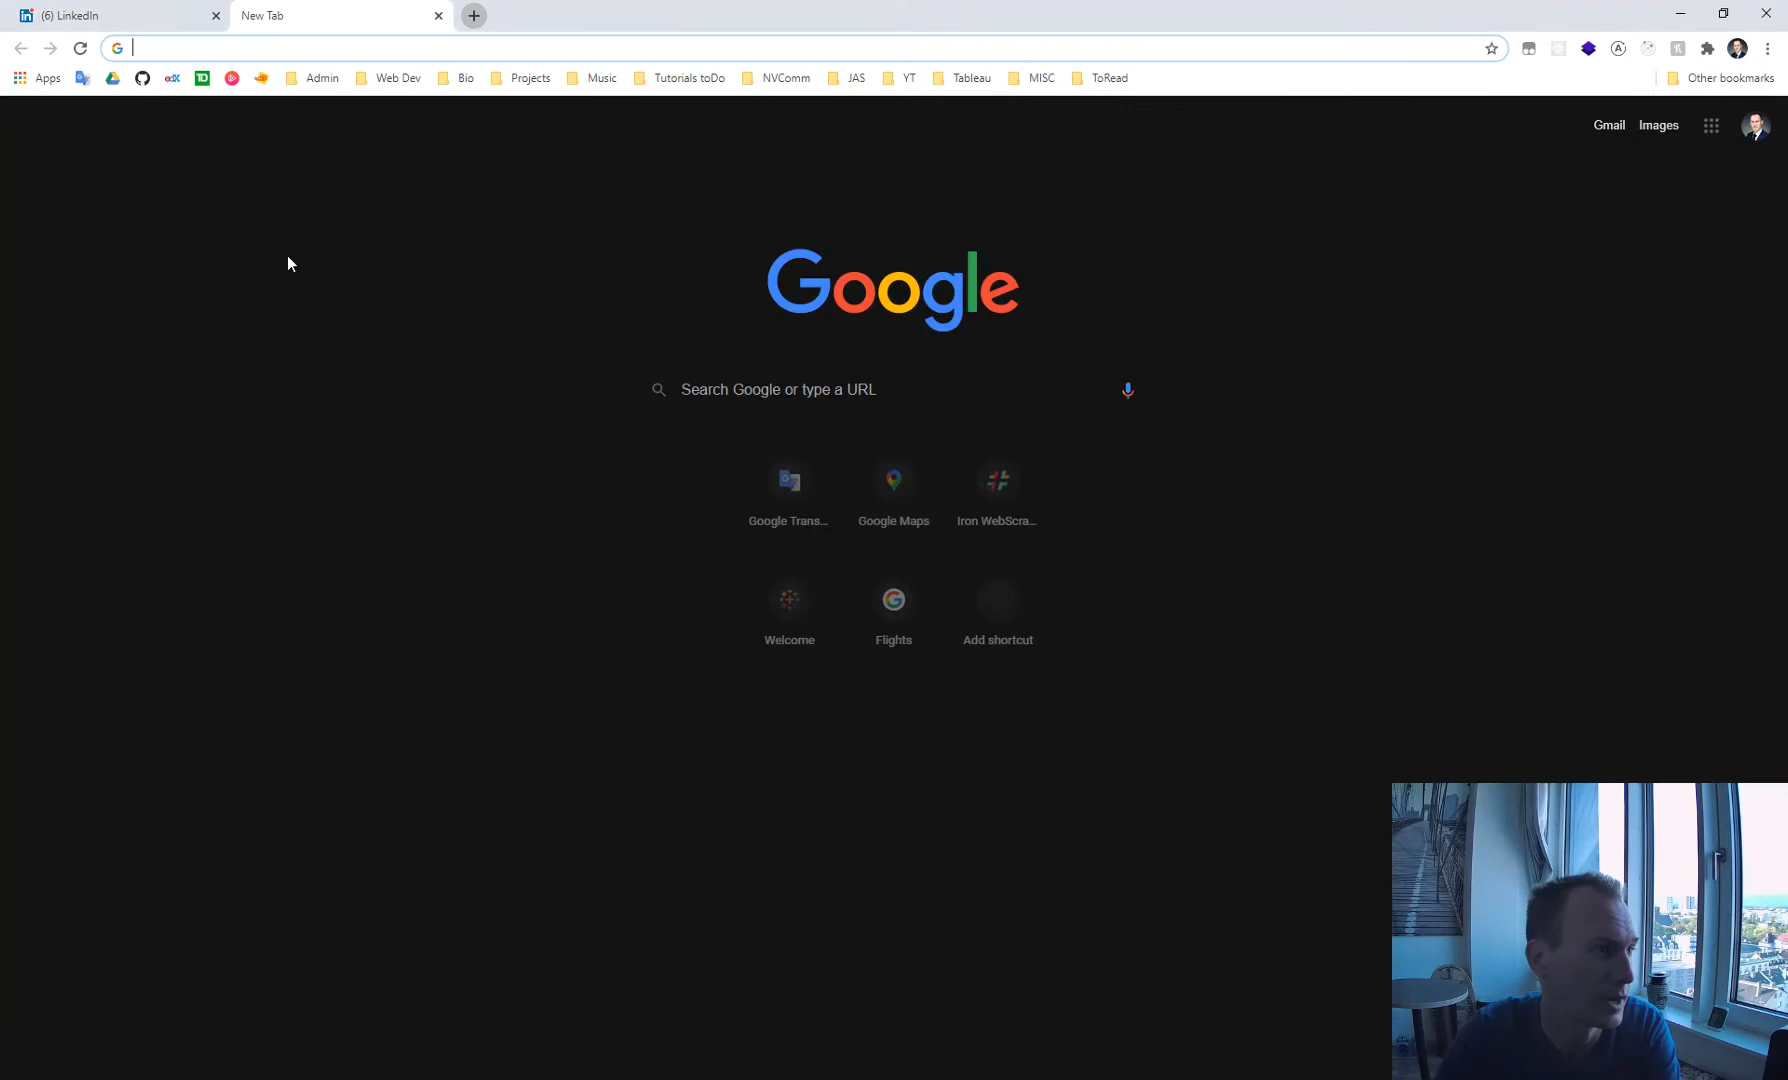 (6) LinkedIn
New Tab
Apps
Admin
Web Dev
Bio
Projects
Music
Tutorials toDo
NVComm
JAS
YT
Tableau
MISC
ToRead
Other bookmarks
Gmail
Images
Google
Search Google or type a URL
Google Trans...
Google Maps
Iron WebScra...
Welcome
Flights
Add shortcut